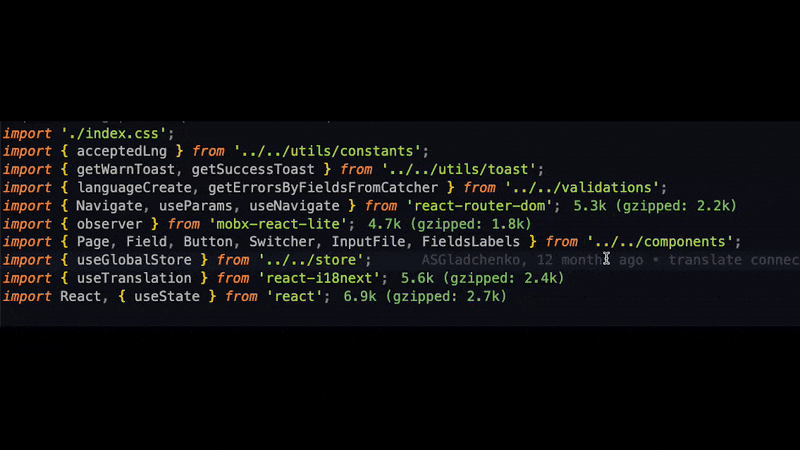 import './index.css';
import { acceptedLng } from '../../utils/constants';
import { getWarnToast, getSuccessToast } from '../../utils/toast';
import { languageCreate, getErrorsByFieldsFromCatcher } from '../../validations';
import { Navigate, useParams, useNavigate } from 'react-router-dom'; 5.3k (gzipped: 2.2k)
import { observer } from 'mobx-react-lite'; 4.7k (gzipped: 1.8k)
import { Page, Field, Button, Switcher, InputFile, FieldsLabels } from '../../components';
import { useGlobalStore } from '../../store'; ASGladchenko, 12 months ago • translate connec
import { useTranslation } from 'react-i18next'; 5.6k (gzipped: 2.4k)
import React, { useState } from 'react'; 6.9k (gzipped: 2.7k)